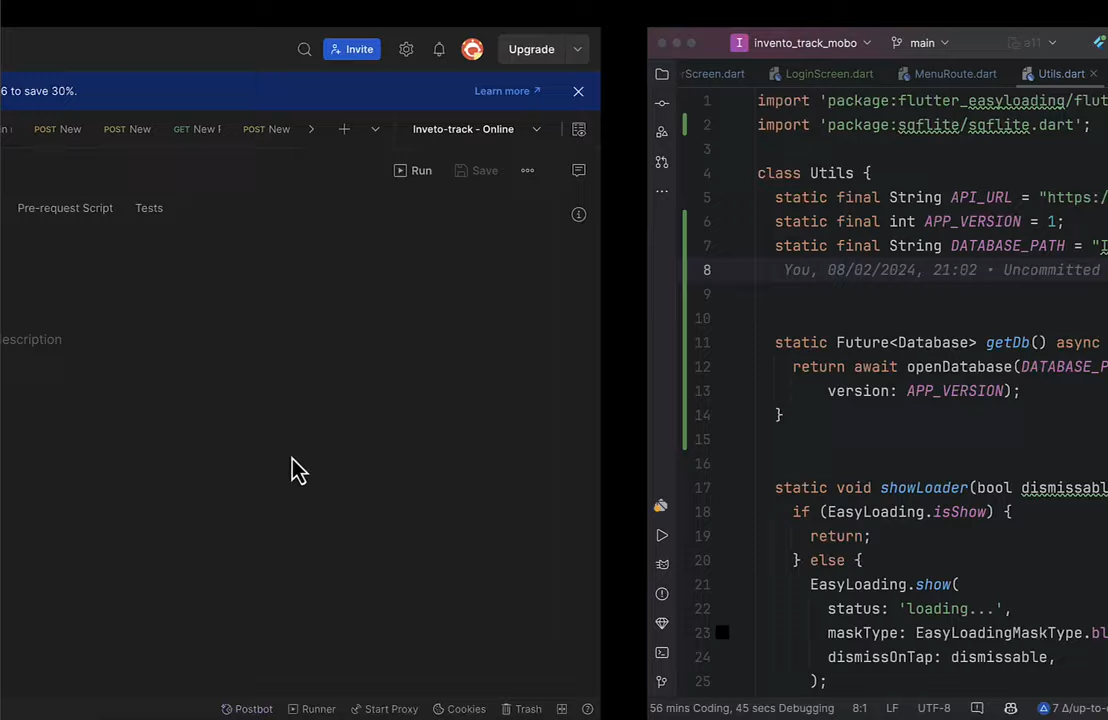 Invite
Upgrade
6 to save 30%.
Learn more
POST New
POST New
GET New
POST New
Inveto-track - Online
Run
Save
Pre-request Script
Tests
escription
Postbot
Runner
Start Proxy
Cookies
Trash
I
invento_track_mobo
main
a11
rScreen.dart
LoginScreen.dart
MenuRoute.dart
Utils.dart
1 import 'package:flutter_easyloading/flut
2 import 'package:sqflite/sqflite.dart';
3
4 class Utils {
5 static final String API_URL = "https:/
6 static final int APP_VERSION = 1;
7 static final String DATABASE_PATH = "I
8 You, 08/02/2024, 21:02 • Uncommitted
9
10
11 static Future<Database> getDb() async
12 return await openDatabase(DATABASE_P
13 version: APP_VERSION);
14 }
15
16
17 static void showLoader(bool dismissabl
18 if (EasyLoading.isShow) {
19 return;
20 } else {
21 EasyLoading.show(
22 status: 'loading...',
23 maskType: EasyLoadingMaskType.bl
24 dismissOnTap: dismissable,
25 );
56 mins Coding, 45 secs Debugging
8:1
LF
UTF-8
7 Δ/up-to-